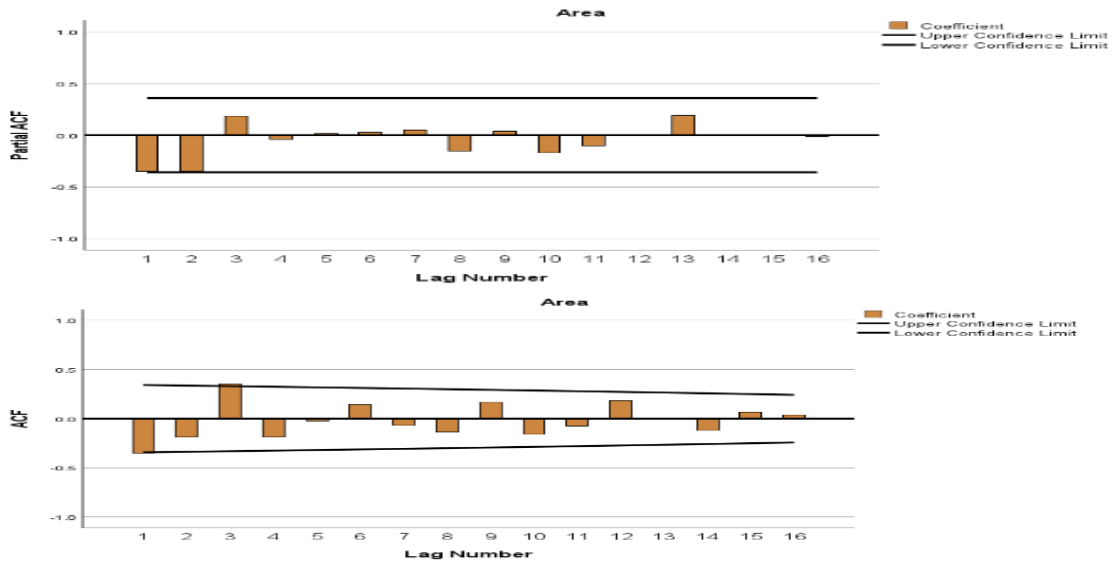 Area
Coefficient
Upper Confidence Limit
Lower Confidence Limit
Partial ACF
1.0
0.5
0.0
-0.5
-1.0
1 2 3 4 5 6 7 8 9 10 11 12 13 14 15 16
Lag Number
Area
Coefficient
Upper Confidence Limit
Lower Confidence Limit
ACF
1.0
0.5
0.0
-0.5
-1.0
1 2 3 4 5 6 7 8 9 10 11 12 13 14 15 16
Lag Number